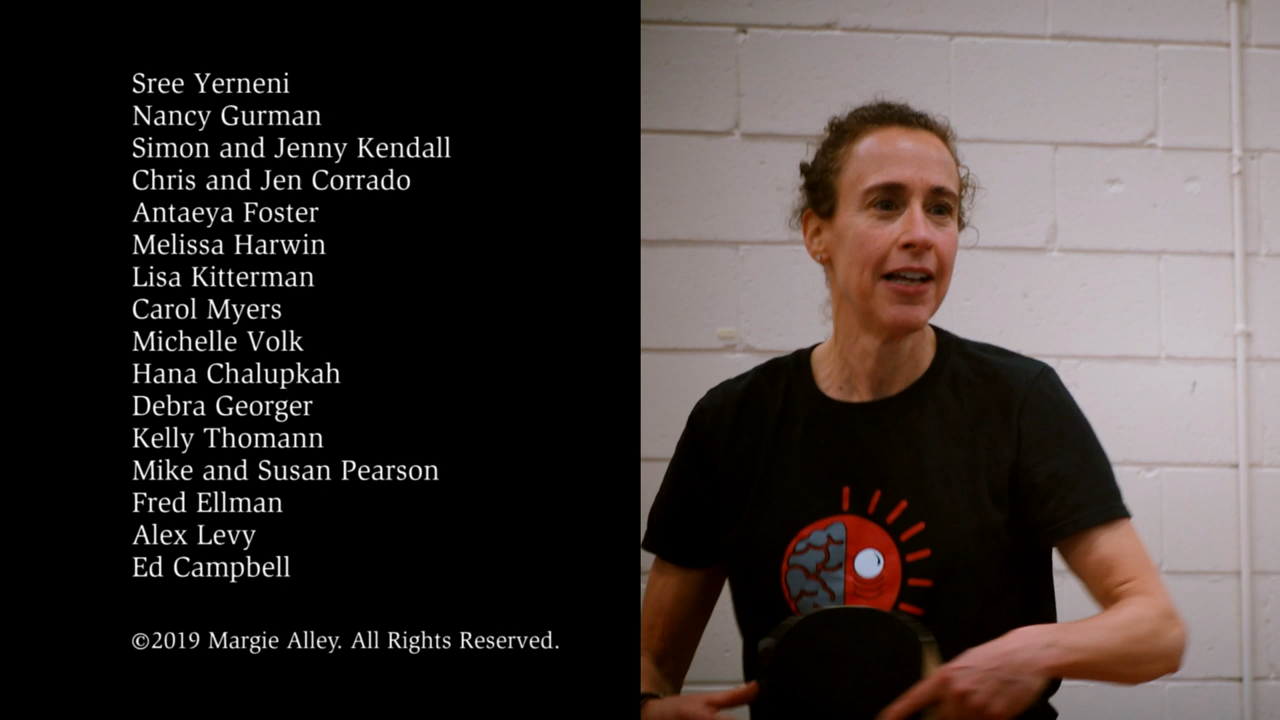 Sree Yerneni
Nancy Gurman
Simon and Jenny Kendall
Chris and Jen Corrado
Antaeya Foster
Melissa Harwin
Lisa Kitterman
Carol Myers
Michelle Volk
Hana Chalupkah
Debra Georger
Kelly Thomann
Mike and Susan Pearson
Fred Ellman
Alex Levy
Ed Campbell
©2019 Margie Alley. All Rights Reserved.